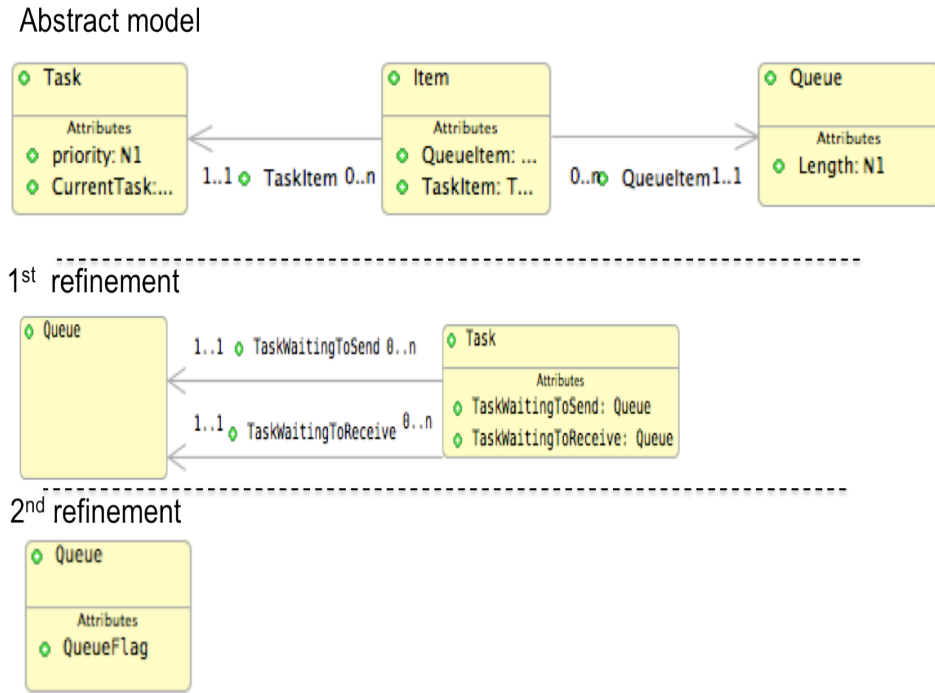 Abstract model
Task
Attributes
priority: N1
CurrentTask:...
1..1 TaskItem 0..n
Item
Attributes
QueueItem: ...
TaskItem: T...
0..n QueueItem 1..1
Queue
Attributes
Length: N1
1st refinement
Queue
1..1 TaskWaitingToSend 0..n
1..1 TaskWaitingToReceive 0..n
Task
Attributes
TaskWaitingToSend: Queue
TaskWaitingToReceive: Queue
2nd refinement
Queue
Attributes
QueueFlag